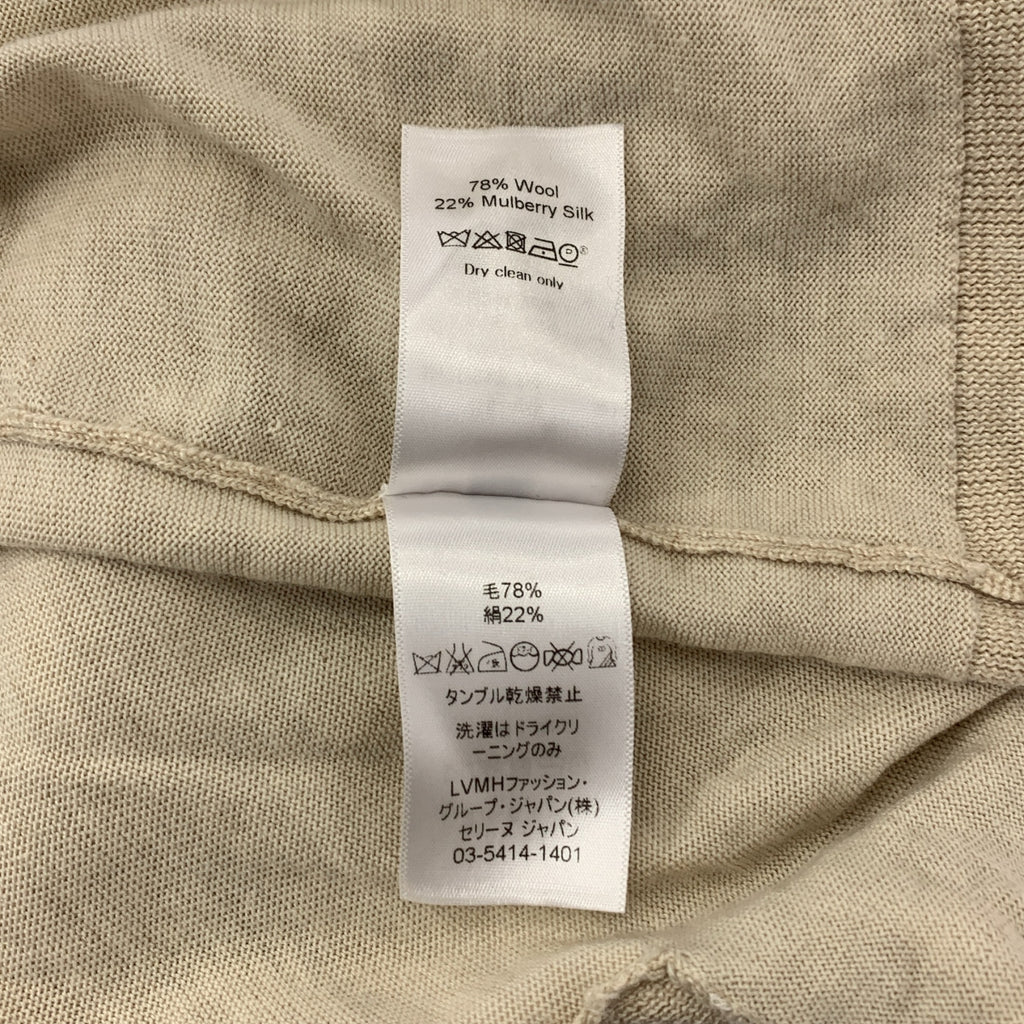 78% Wool
22% Mulberry Silk
P
Dry clean only
毛78%
絹22%
タンブル乾燥禁止
洗濯はドライクリ
ーニングのみ
LVMHファッション・
グループ・ジャパン(株)
セリーヌ ジャパン
03-5414-1401